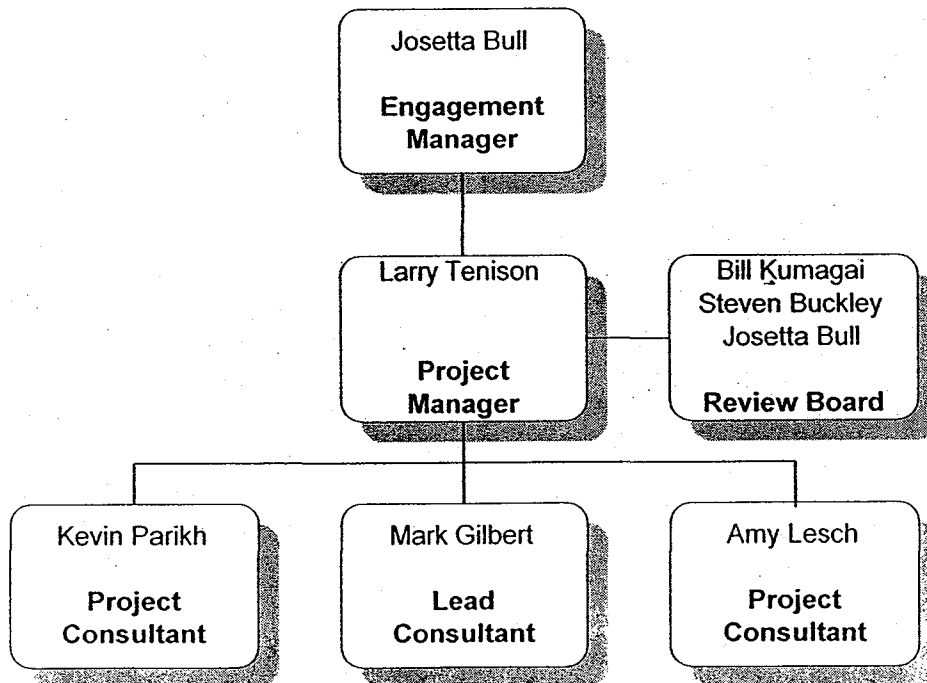 Josetta Bull
Engagement
Manager
Larry Tenison
Project
Manager
Bill Kumagai
Steven Buckley
Josetta Bull
Review Board
Kevin Parikh
Project
Consultant
Mark Gilbert
Lead
Consultant
Amy Lesch
Project
Consultant